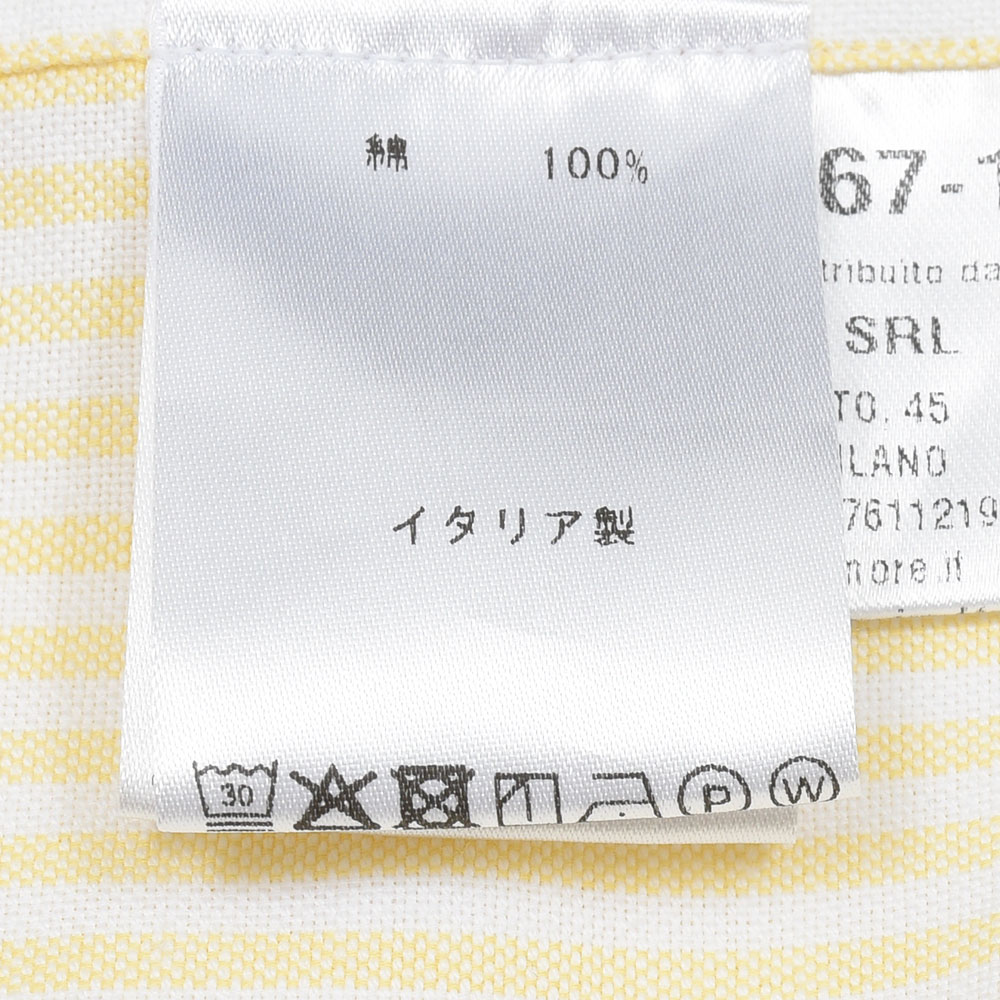 綿 100%
イタリア製
30
P
W
67-1
tribuito da
SRL
TO. 45
ILANO
7611219
more.it